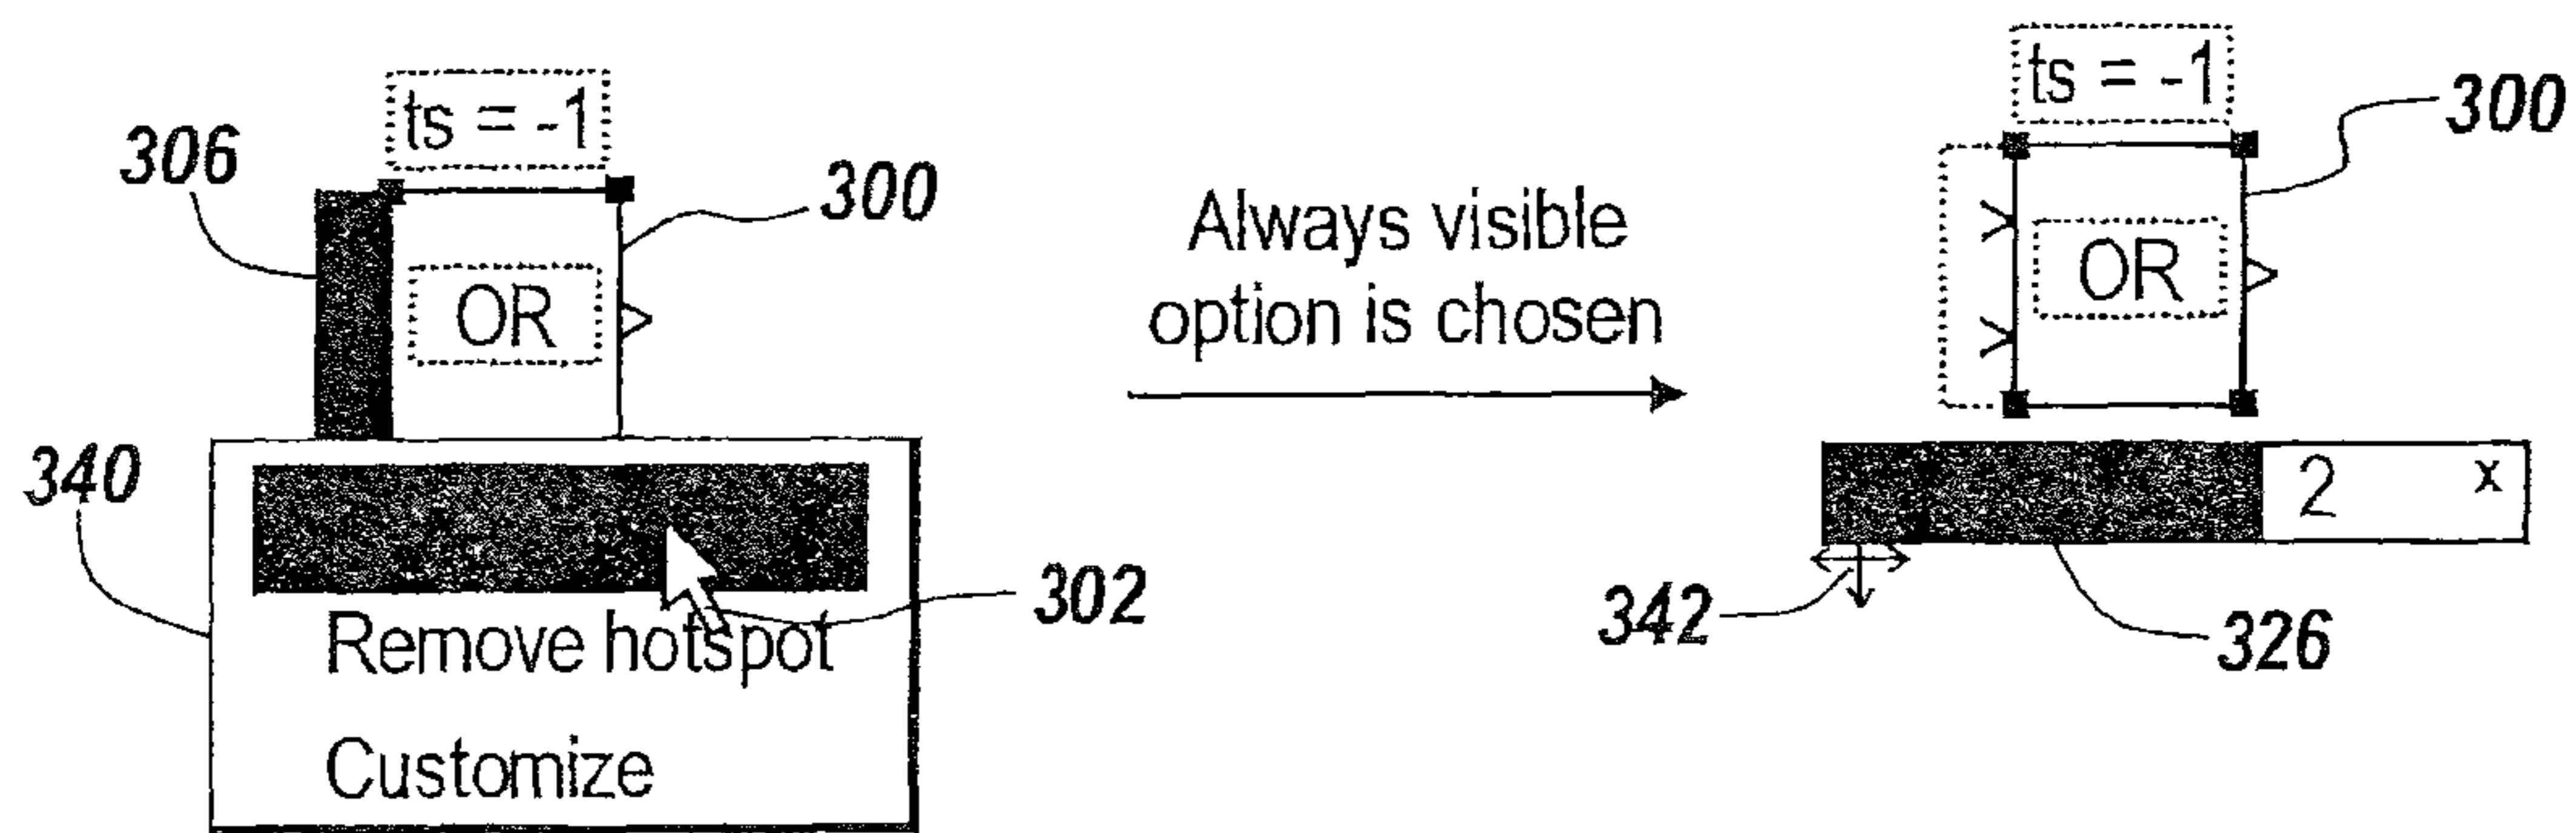 ts = -1
306
300
OR
340
302
Remove hotspot
Customize
Always visible
option is chosen
ts = -1
300
OR
2 x
342
326